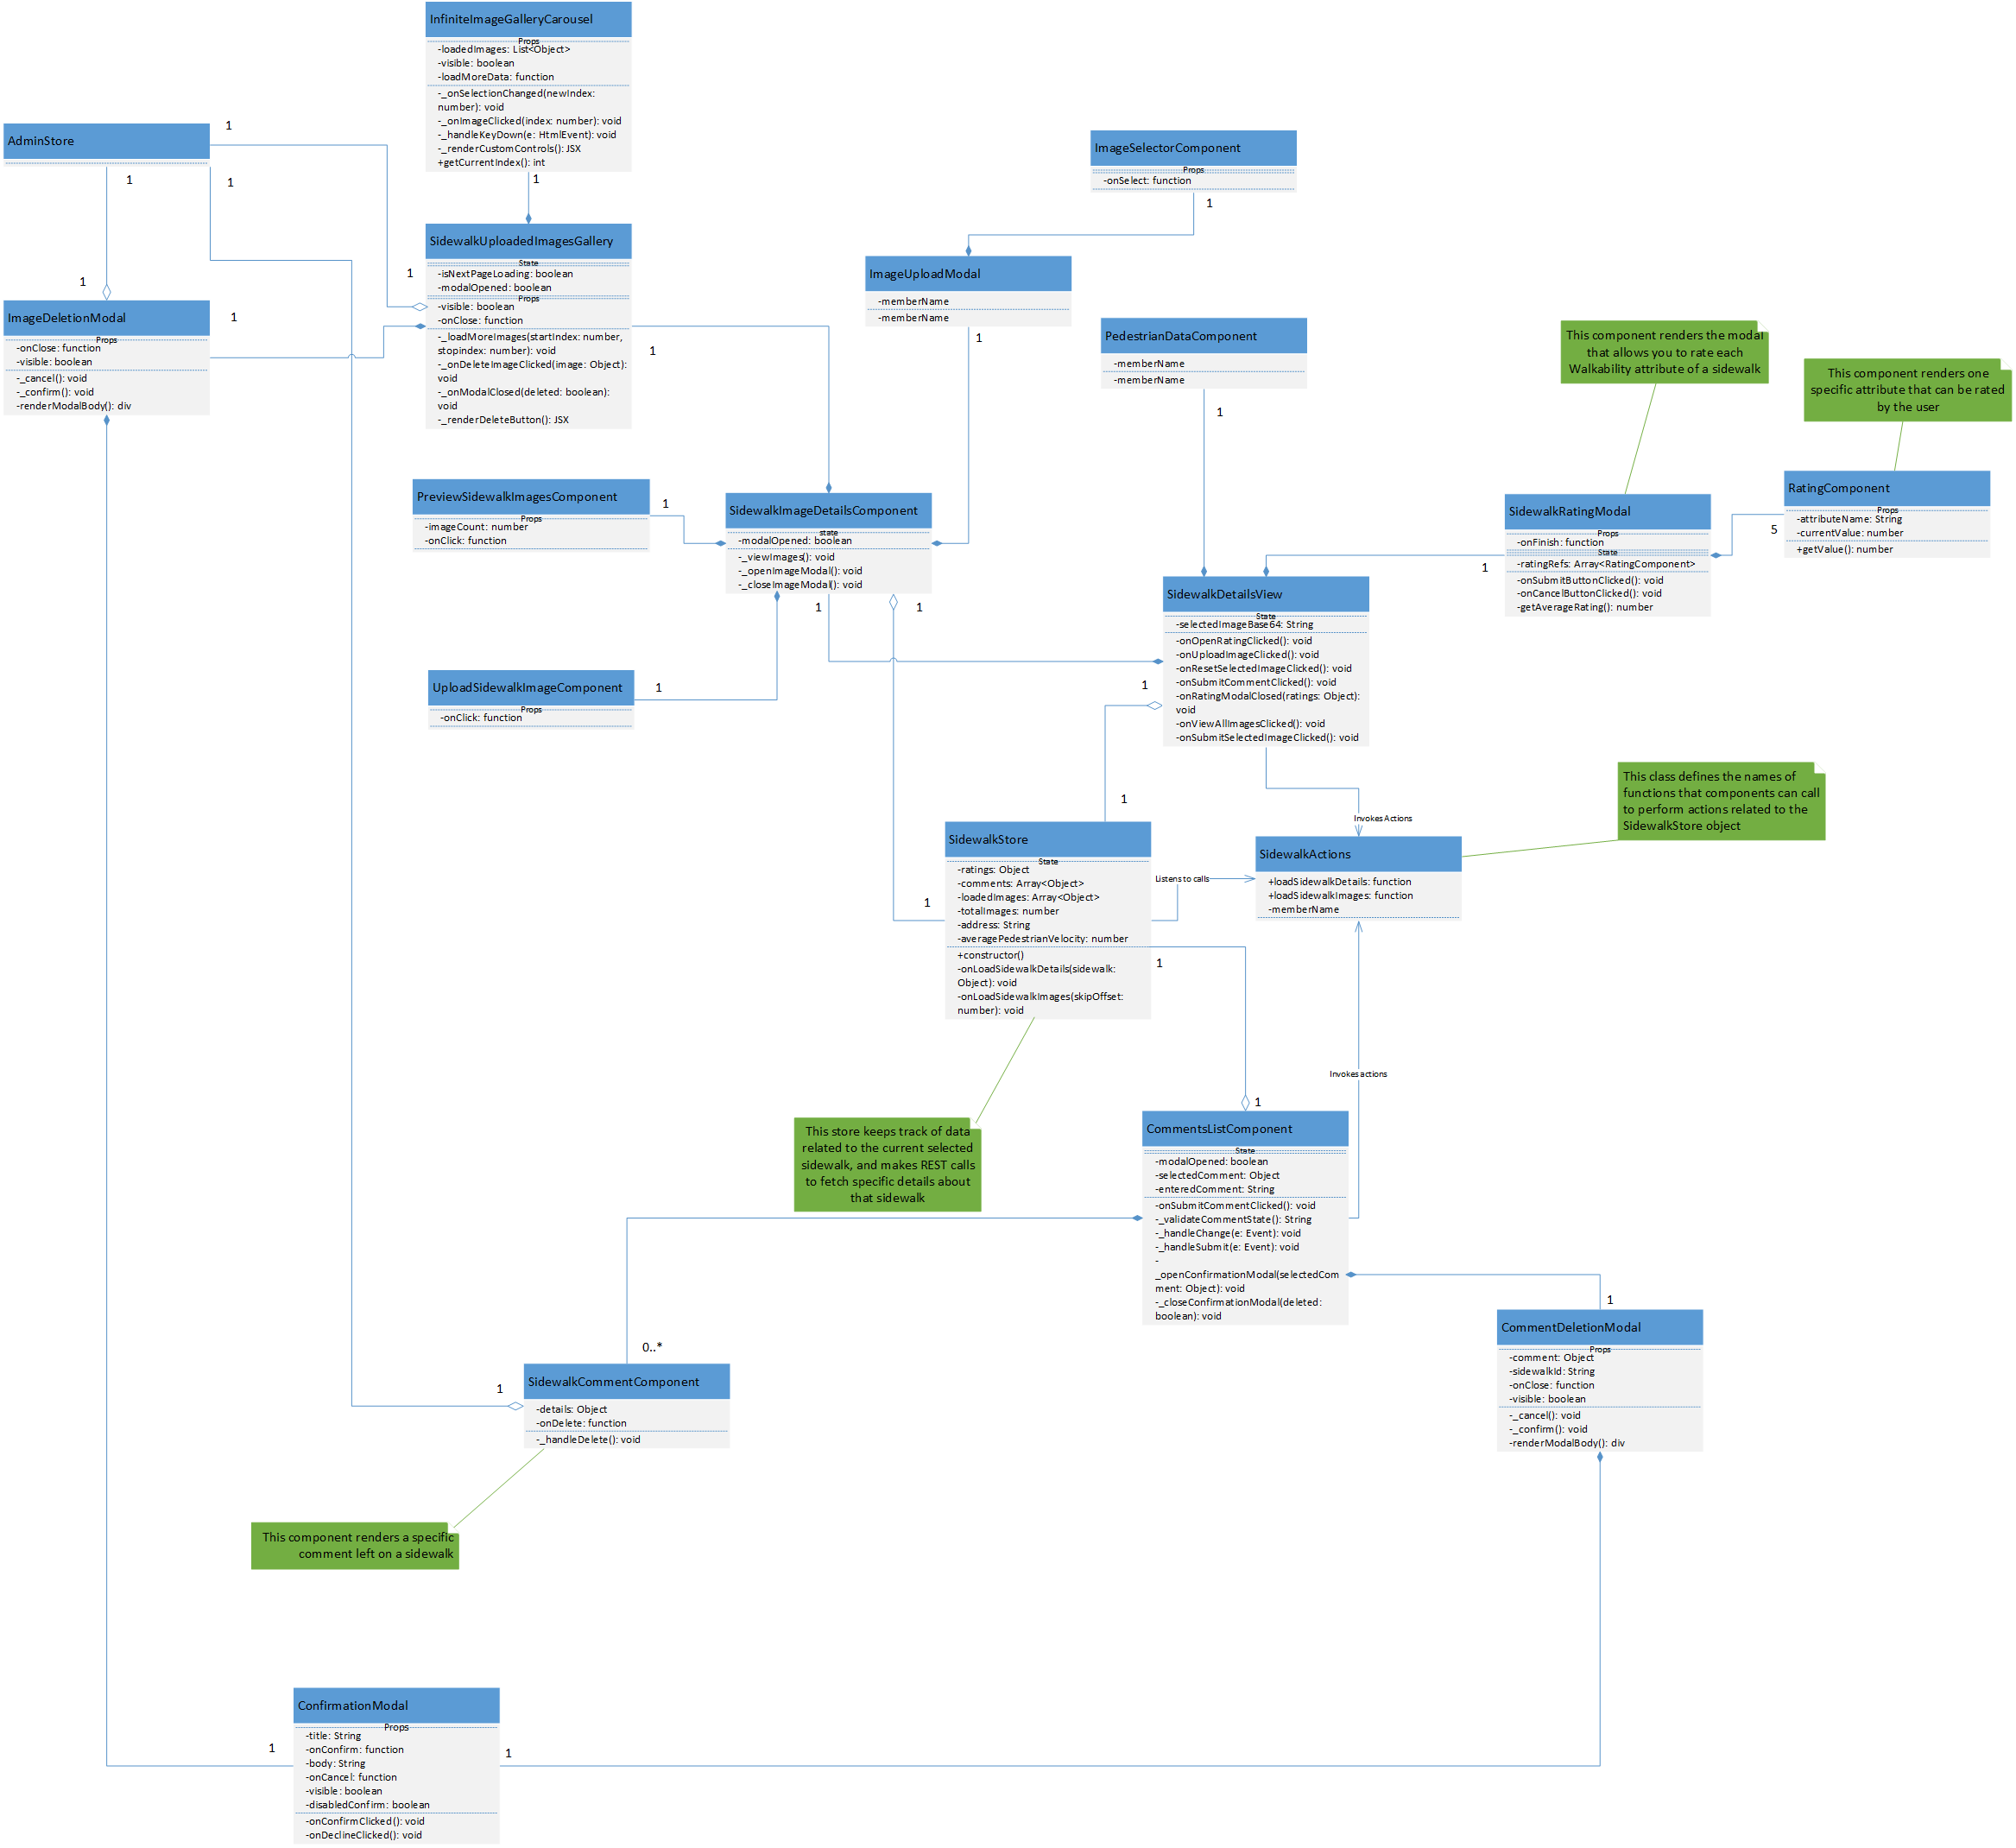 InfiniteImageGalleryCarousel
Props
-loadedImages: List<Object>
-visible: boolean
-loadMoreData: function
-_onSelectionChanged(newIndex:
number): void
-_onImageClicked(index: number): void
-_handleKeyDown(e: HtmlEvent): void
-_renderCustomControls(): JSX
+getCurrentIndex(): int
1
AdminStore
1
1
1
ImageSelectorComponent
Props
-onSelect: function
1
SidewalkUploadedImagesGallery
State
-isNextPageLoading: boolean
-modalOpened: boolean
Props
-visible: boolean
-onClose: function
-_loadMoreImages(startIndex: number,
stopindex: number): void
-_onDeleteImageClicked(image: Object):
void
-_onModalClosed(deleted: boolean):
void
-_renderDeleteButton(): JSX
1
1
ImageUploadModal
-memberName
-memberName
1
1
ImageDeletionModal
Props
-onClose: function
-visible: boolean
-_cancel(): void
-_confirm(): void
-renderModalBody(): div
1
PedestrianDataComponent
-memberName
-memberName
1
This component renders the modal
that allows you to rate each
Walkability attribute of a sidewalk
This component renders one
specific attribute that can be rated
by the user
PreviewSidewalkImagesComponent
Props
-imageCount: number
-onClick: function
1
SidewalkImageDetailsComponent
state
-modalOpened: boolean
-_viewImages(): void
-_openImageModal(): void
-_closeImageModal(): void
1
1
SidewalkRatingModal
Props
-onFinish: function
State
-ratingRefs: Array<RatingComponent>
-onSubmitButtonClicked(): void
-onCancelButtonClicked(): void
-getAverageRating(): number
1
RatingComponent
Props
-attributeName: String
-currentValue: number
+getValue(): number
5
SidewalkDetailsView
State
-selectedImageBase64: String
-onOpenRatingClicked(): void
-onUploadImageClicked(): void
-onResetSelectedImageClicked(): void
-onSubmitCommentClicked(): void
-onRatingModalClosed(ratings: Object):
void
-onViewAllImagesClicked(): void
-onSubmitSelectedImageClicked(): void
1
UploadSidewalkImageComponent
Props
-onClick: function
1
This class defines the names of
functions that components can call
to perform actions related to the
SidewalkStore object
1
Invokes Actions
SidewalkStore
State
-ratings: Object
-comments: Array<Object>
-loadedImages: Array<Object>
-totalImages: number
-address: String
-averagePedestrianVelocity: number
+constructor()
-onLoadSidewalkDetails(sidewalk:
Object): void
-onLoadSidewalkImages(skipOffset:
number): void
1
1
Listens to calls
SidewalkActions
+loadSidewalkDetails: function
+loadSidewalkImages: function
-memberName
Invokes actions
This store keeps track of data
related to the current selected
sidewalk, and makes REST calls
to fetch specific details about
that sidewalk
1
CommentsListComponent
State
-modalOpened: boolean
-selectedComment: Object
-enteredComment: String
-onSubmitCommentClicked(): void
-_validateCommentState(): String
-_handleChange(e: Event): void
-_handleSubmit(e: Event): void
-
_openConfirmationModal(selectedCom
ment: Object): void
-_closeConfirmationModal(deleted:
boolean): void
1
CommentDeletionModal
Props
-comment: Object
-sidewalkId: String
-onClose: function
-visible: boolean
-_cancel(): void
-_confirm(): void
-renderModalBody(): div
0..*
1
SidewalkCommentComponent
-details: Object
-onDelete: function
-_handleDelete(): void
This component renders a specific
comment left on a sidewalk
ConfirmationModal
Props
-title: String
-onConfirm: function
-body: String
-onCancel: function
-visible: boolean
-disabledConfirm: boolean
-onConfirmClicked(): void
-onDeclineClicked(): void
1
1